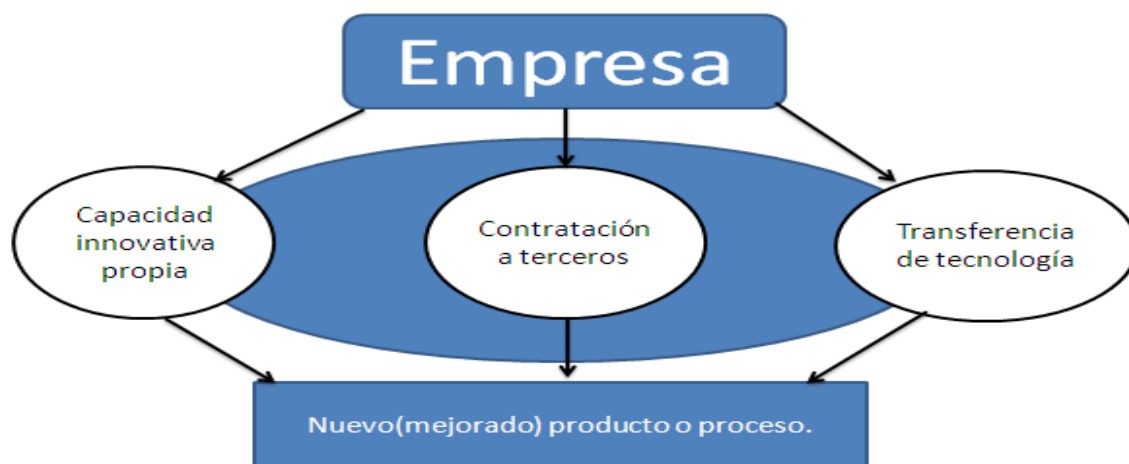 Empresa
Capacidad
innovativa
propia
Contratación
a terceros
Transferencia
de tecnología
Nuevo(mejorado) producto o proceso.